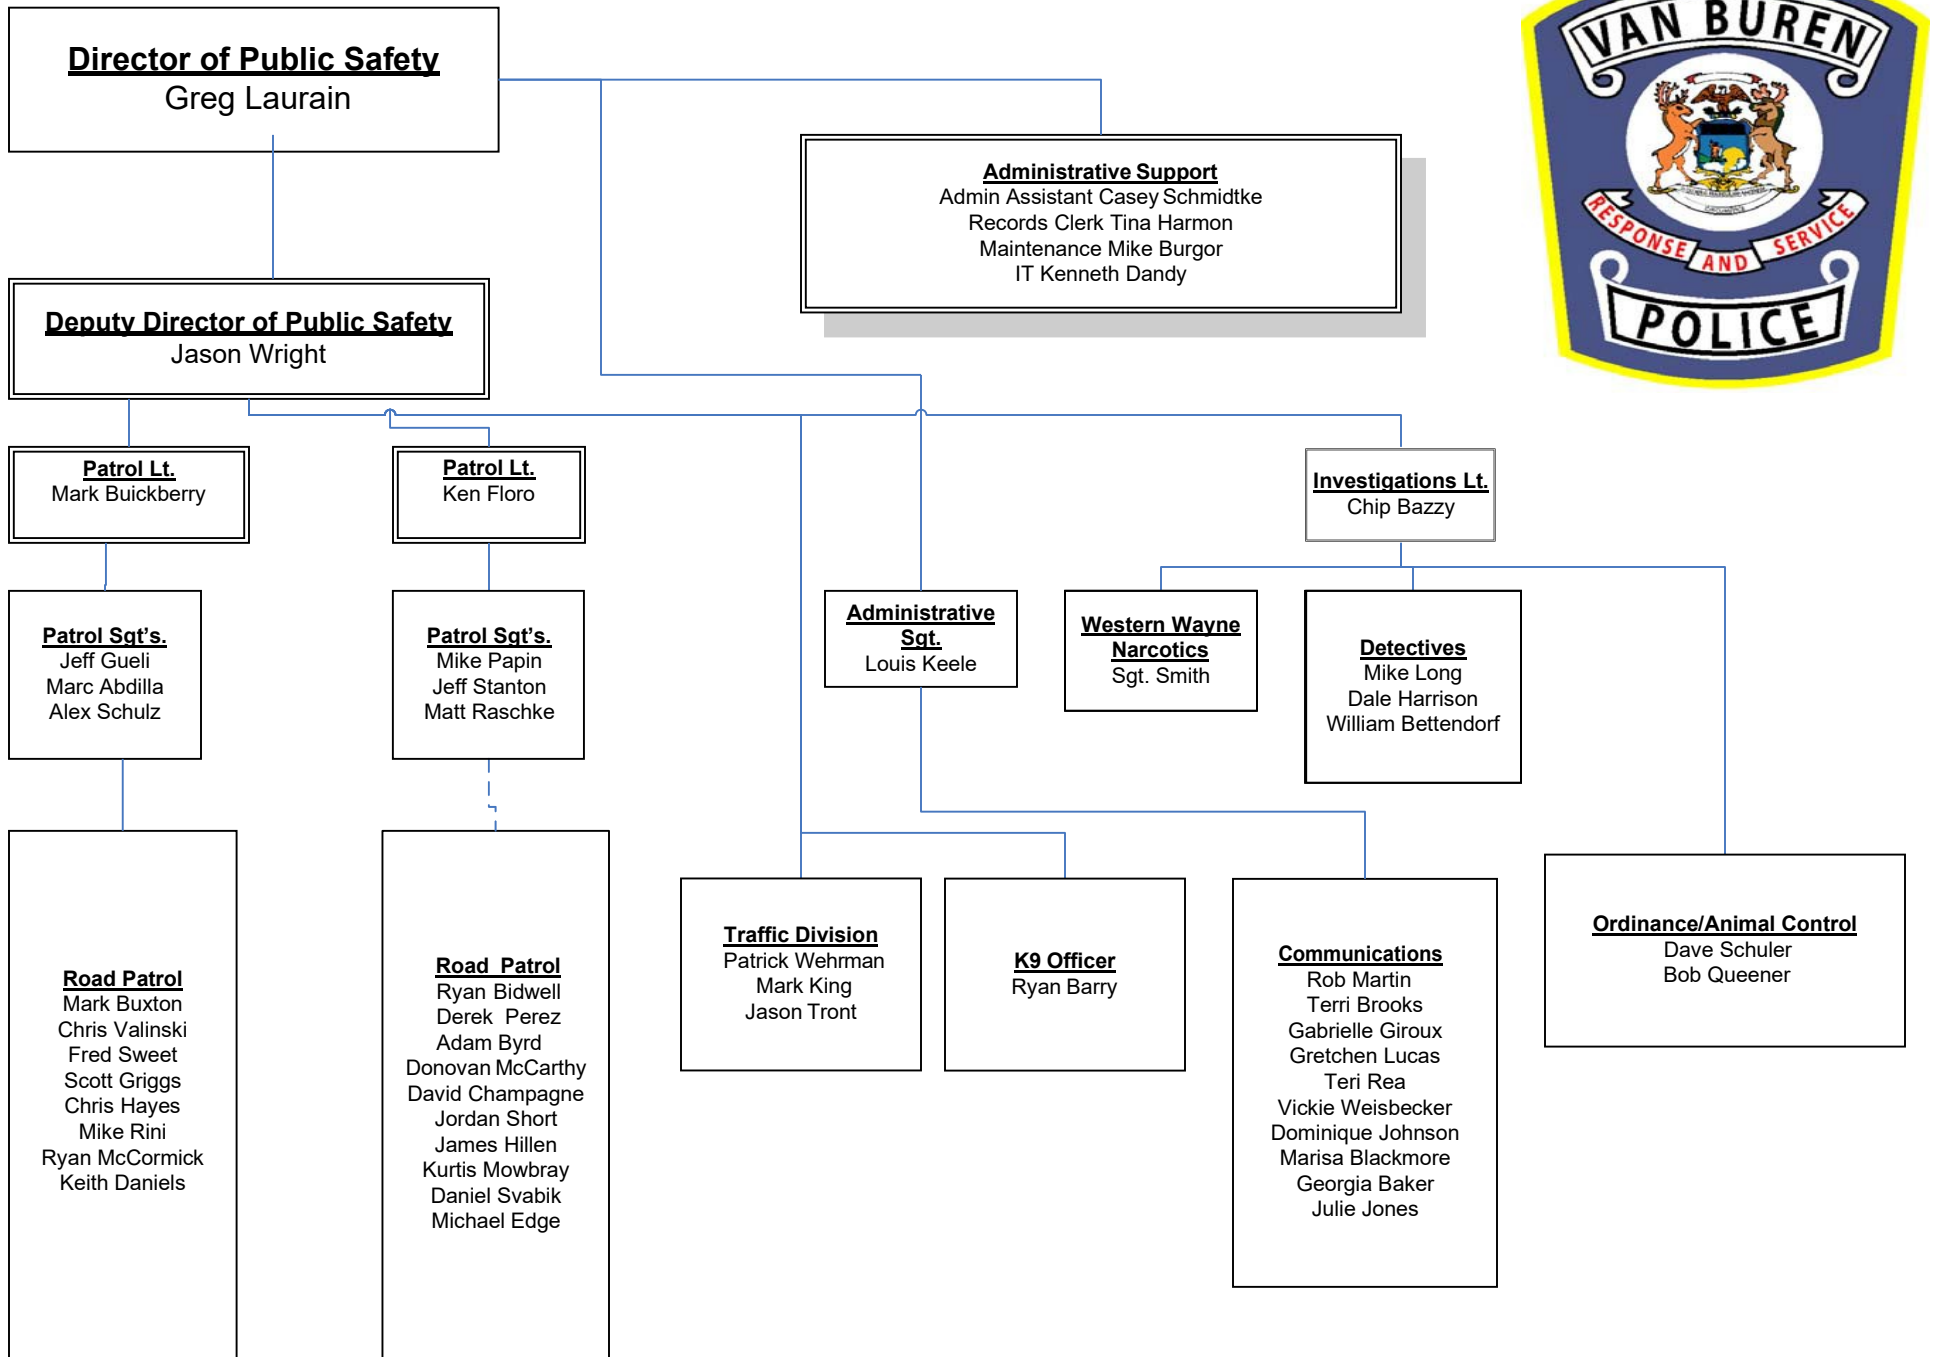 Director of Public Safety
Greg Laurain
VAN BUREN
RESPONSE AND SERVICE
POLICE
Administrative Support
Admin Assistant Casey Schmidtke
Records Clerk Tina Harmon
Maintenance Mike Burgor
IT Kenneth Dandy
Deputy Director of Public Safety
Jason Wright
Patrol Lt.
Mark Buickberry
Patrol Lt.
Ken Floro
Investigations Lt.
Chip Bazzy
Patrol Sgt’s.
Jeff Gueli
Marc Abdilla
Alex Schulz
Patrol Sgt’s.
Mike Papin
Jeff Stanton
Matt Raschke
Administrative
Sgt.
Louis Keele
Western Wayne
Narcotics
Sgt. Smith
Detectives
Mike Long
Dale Harrison
William Bettendorf
Road Patrol
Mark Buxton
Chris Valinski
Fred Sweet
Scott Griggs
Chris Hayes
Mike Rini
Ryan McCormick
Keith Daniels
Road Patrol
Ryan Bidwell
Derek Perez
Adam Byrd
Donovan McCarthy
David Champagne
Jordan Short
James Hillen
Kurtis Mowbray
Daniel Svabik
Michael Edge
Traffic Division
Patrick Wehrman
Mark King
Jason Tront
K9 Officer
Ryan Barry
Communications
Rob Martin
Terri Brooks
Gabrielle Giroux
Gretchen Lucas
Teri Rea
Vickie Weisbecker
Dominique Johnson
Marisa Blackmore
Georgia Baker
Julie Jones
Ordinance/Animal Control
Dave Schuler
Bob Queener